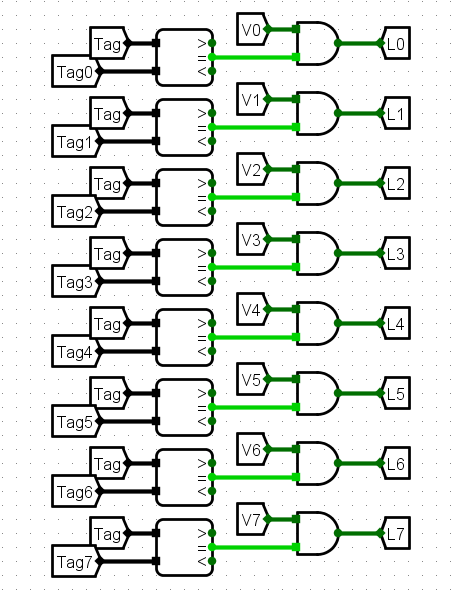 Tag > V0 L0
Tag0 = <
Tag > V1 L1
Tag1 = <
Tag > V2 L2
Tag2 = <
Tag > V3 L3
Tag3 = <
Tag > V4 L4
Tag4 = <
Tag > V5 L5
Tag5 = <
Tag > V6 L6
Tag6 = <
Tag > V7 L7
Tag7 = <